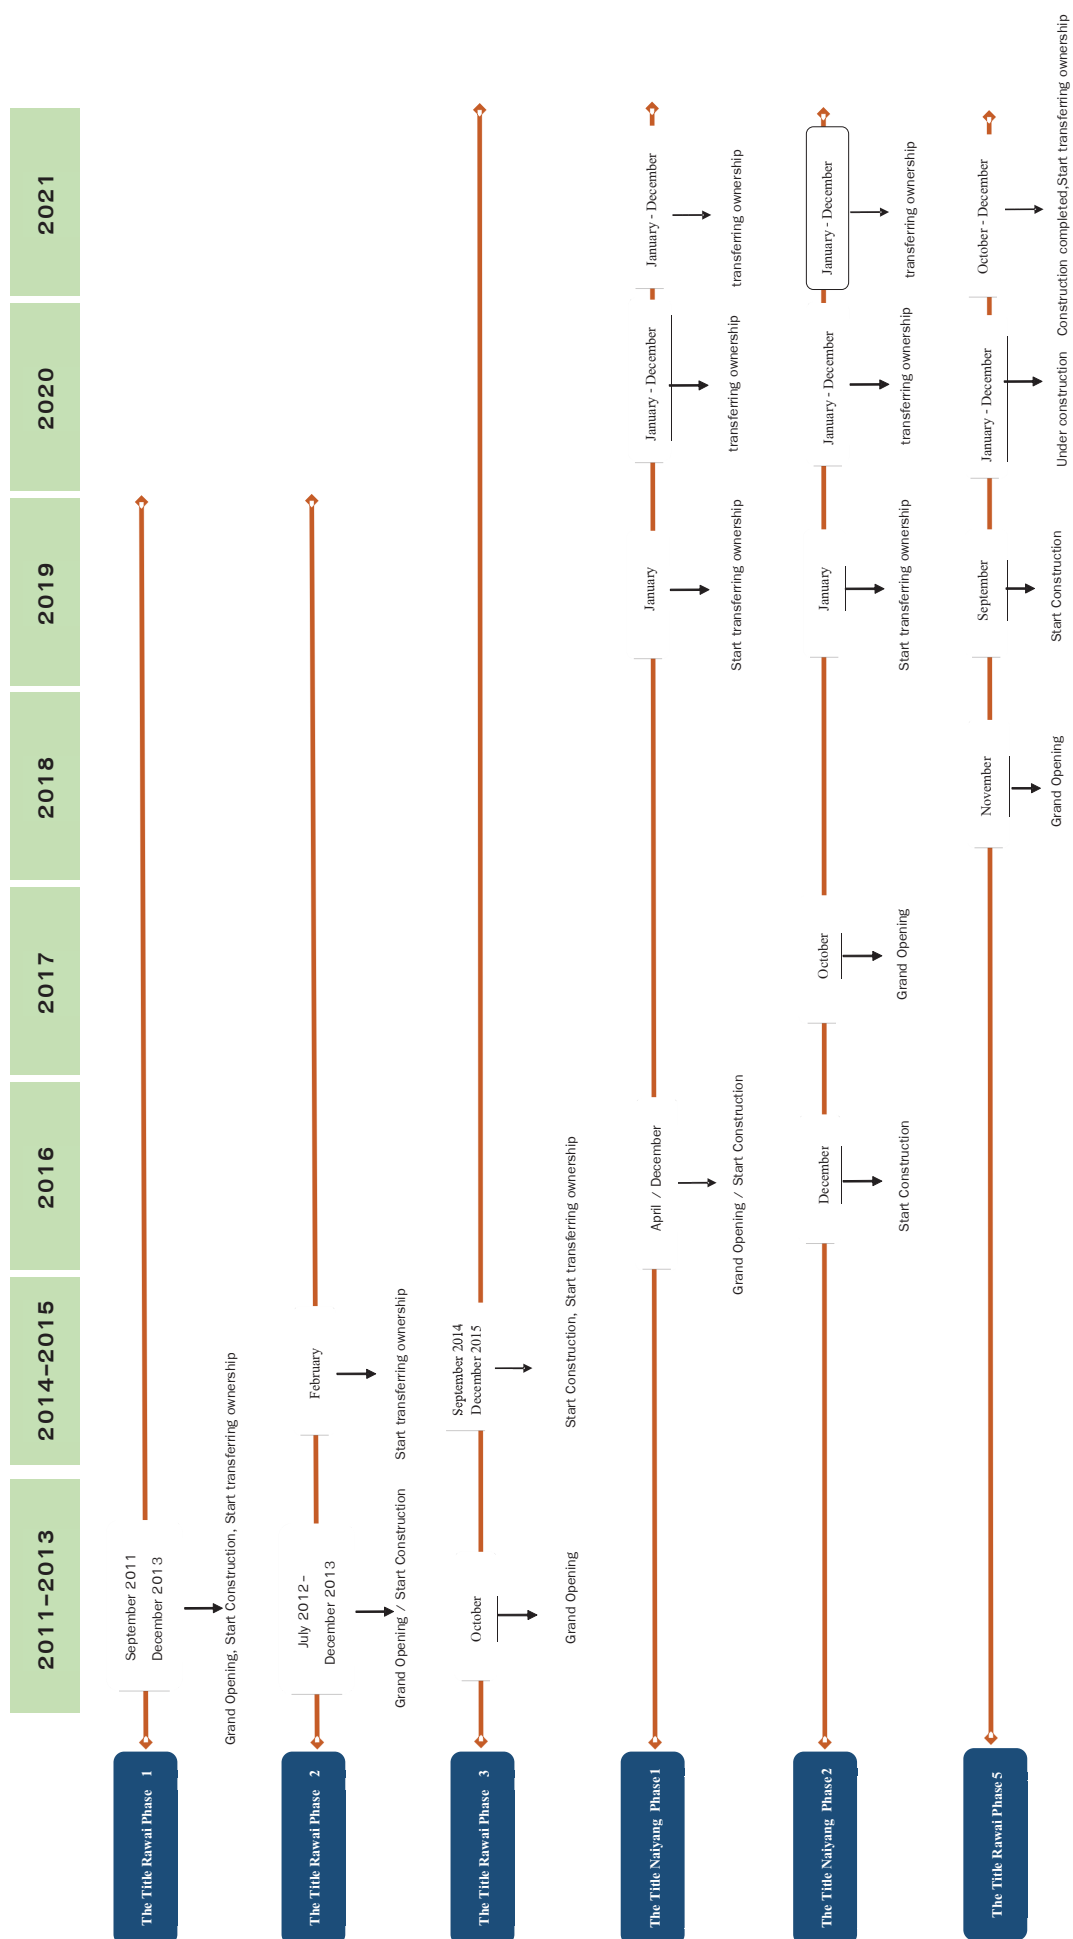 2011–2013
2014–2015
2016
2017
2018
2019
2020
2021
The Title Rawai Phase 1
September 2011
December 2013
Grand Opening, Start Construction, Start transferring ownership
The Title Rawai Phase 2
July 2012–
December 2013
Grand Opening / Start Construction
February
Start transferring ownership
The Title Rawai Phase 3
October
Grand Opening
September 2014
December 2015
Start Construction, Start transferring ownership
The Title Naiyang Phase1
April / December
Grand Opening / Start Construction
January
Start transferring ownership
January - December
transferring ownership
January - December
transferring ownership
The Title Naiyang Phase2
December
Start Construction
October
Grand Opening
January
Start transferring ownership
January - December
transferring ownership
January - December
transferring ownership
The Title Rawai Phase 5
November
Grand Opening
September
Start Construction
January - December
Under construction
October - December
Construction completed,Start transferring ownership